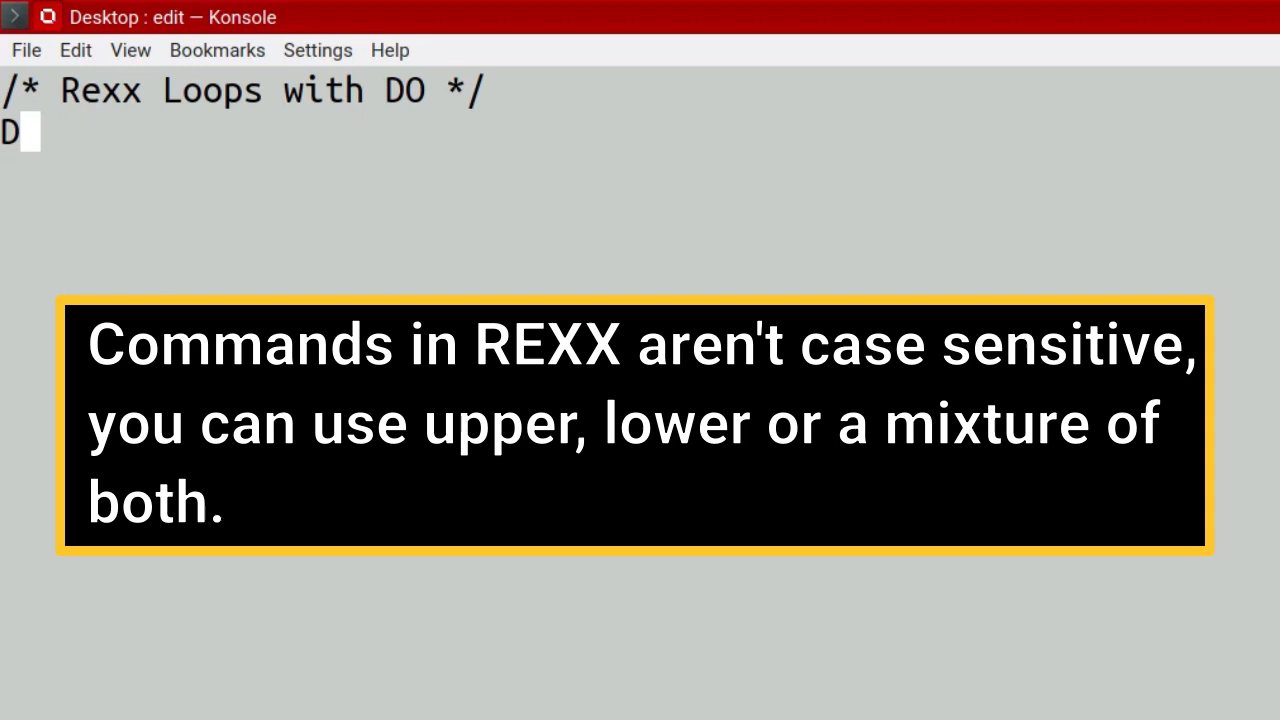 Desktop : edit — Konsole
File Edit View Bookmarks Settings Help
/* Rexx Loops with DO */
D
Commands in REXX aren't case sensitive,
you can use upper, lower or a mixture of
both.